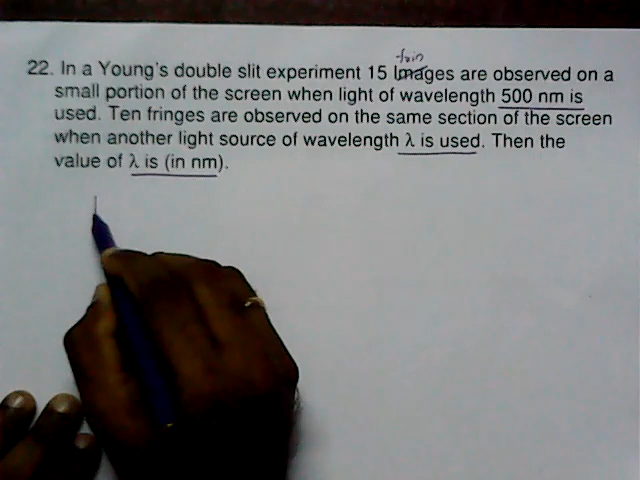 frin
22. In a Young's double slit experiment 15 Images are observed on a
small portion of the screen when light of wavelength 500 nm is
used. Ten fringes are observed on the same section of the screen
when another light source of wavelength λ is used. Then the
value of λ is (in nm).